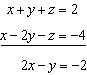 x + y + z = 2
x − 2y − z = −4
2x − y = −2